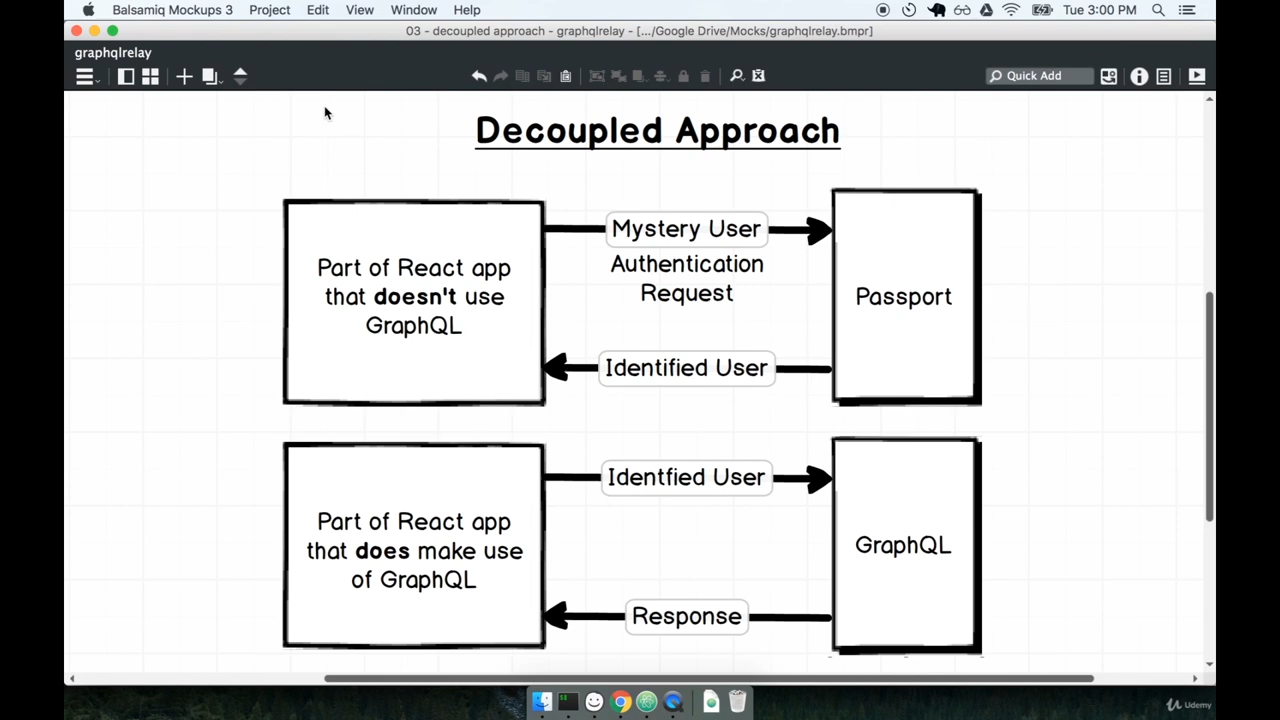 Balsamiq Mockups 3 Project Edit View Window Help Tue 3:00 PM
03 - decoupled approach - graphqlrelay - [.../Google Drive/Mocks/graphqlrelay.bmpr]
graphqlrelay
Quick Add
Decoupled Approach
Part of React app
that doesn't use
GraphQL
Mystery User
Authentication
Request
Identified User
Passport
Part of React app
that does make use
of GraphQL
Identfied User
Response
GraphQL
Udemy